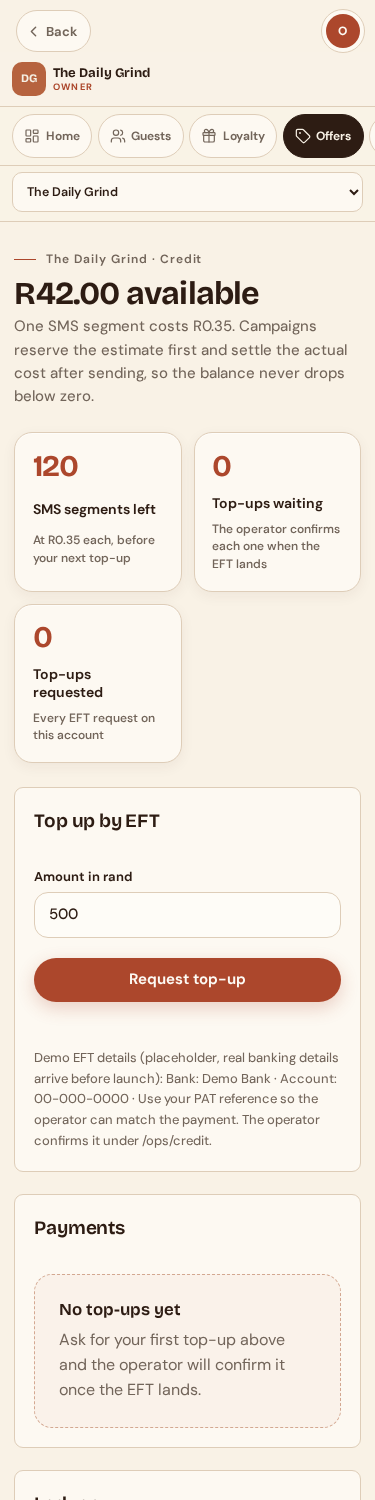 Back
O
DG
The Daily Grind
OWNER
Home
Guests
Loyalty
Offers
The Daily Grind
The Daily Grind · Credit
R42.00 available
One SMS segment costs R0.35. Campaigns
reserve the estimate first and settle the actual
cost after sending, so the balance never drops
below zero.
120
SMS segments left
At R0.35 each, before
your next top-up
0
Top-ups waiting
The operator confirms
each one when the
EFT lands
0
Top-ups
requested
Every EFT request on
this account
Top up by EFT
Amount in rand
500
Request top-up
Demo EFT details (placeholder, real banking details
arrive before launch): Bank: Demo Bank · Account:
00-000-0000 · Use your PAT reference so the
operator can match the payment. The operator
confirms it under /ops/credit.
Payments
No top-ups yet
Ask for your first top-up above
and the operator will confirm it
once the EFT lands.